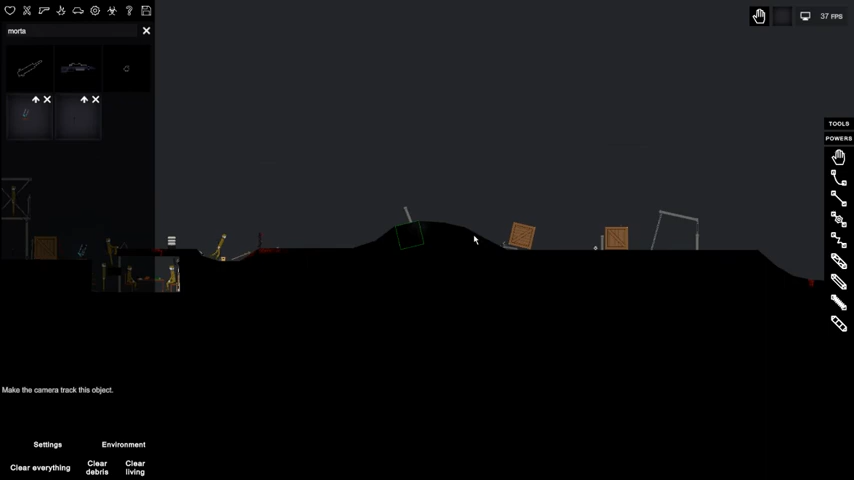 morta
37 FPS
TOOLS
POWERS
Make the camera track this object.
Settings
Environment
Clear everything
Clear debris
Clear living